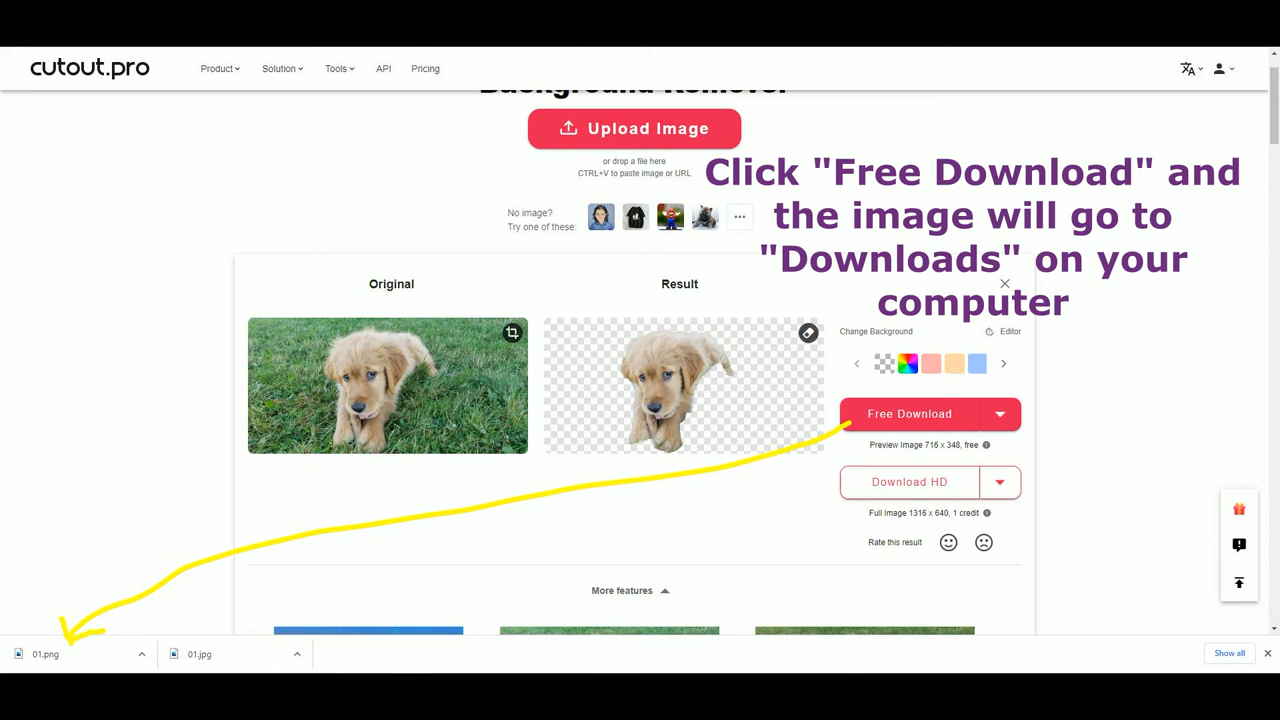 cutout.pro
Product
Solution
Tools
API
Pricing
Background Remover
Upload Image
or drop a file here
CTRL+V to paste image or URL
Click "Free Download" and
the image will go to
"Downloads" on your
computer
No image?
Try one of these:
Original
Result
Change Background
Editor
Free Download
Preview Image 716 x 348, free
Download HD
Full Image 1316 x 640, 1 credit
Rate this result
More features
01.png
01.jpg
Show all